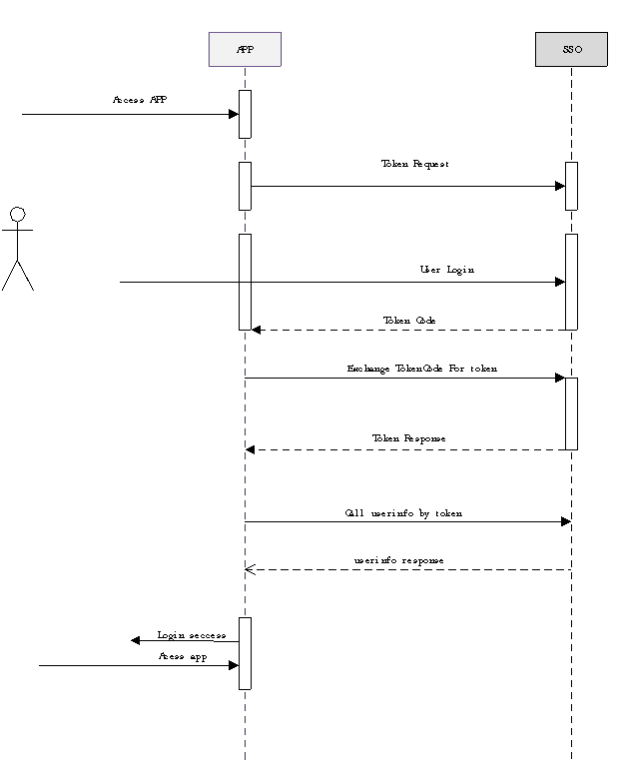 APP
SSO
Access APP
Token Request
User Login
Token Code
Exchange TokenCode For token
Token Response
Call userinfo by token
userinfo response
Login seccess
Acess app